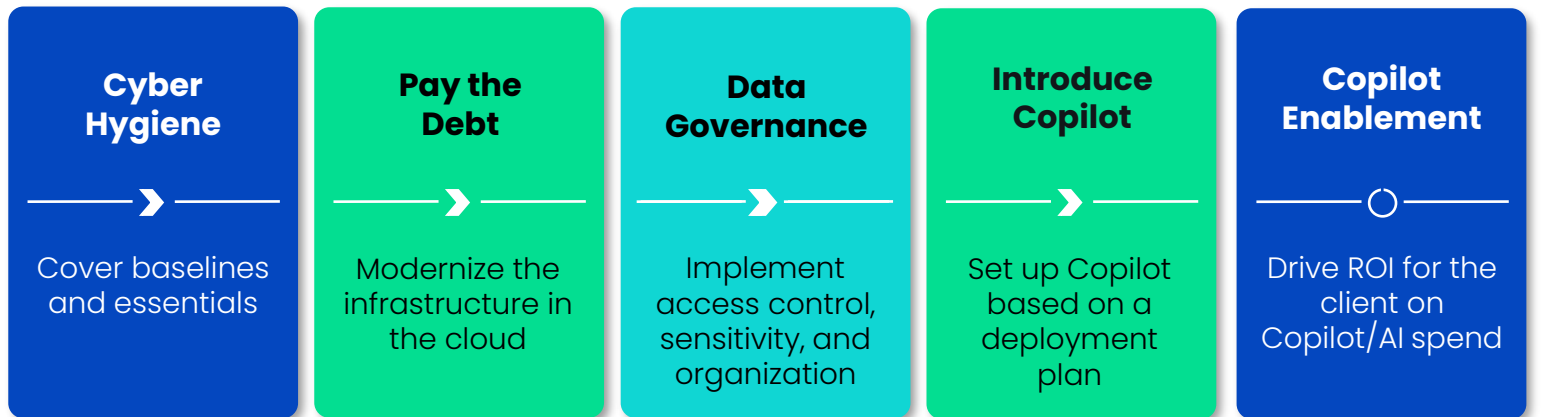 Cyber
Hygiene
Cover baselines
and essentials
Pay the
Debt
Modernize the
infrastructure in
the cloud
Data
Governance
Implement
access control,
sensitivity, and
organization
Introduce
Copilot
Set up Copilot
based on a
deployment
plan
Copilot
Enablement
Drive ROI for the
client on
Copilot/AI spend